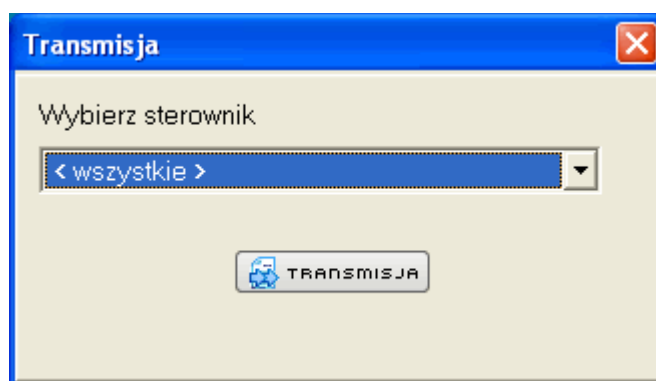 Transmisja
Wybierz sterownik
< wszystkie >
TRANSMISJA